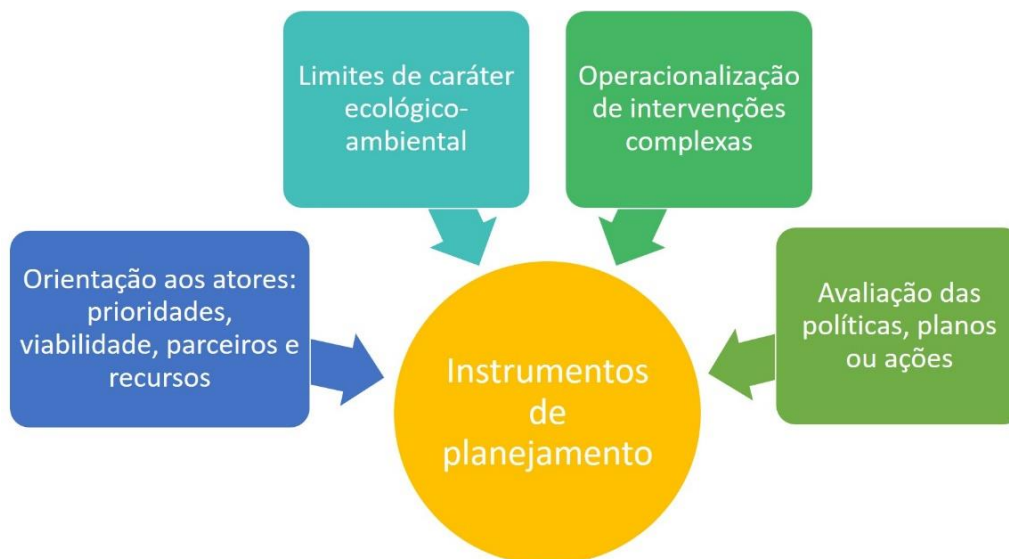 Limites de caráter
ecológico-
ambiental
Operacionalização
de intervenções
complexas
Orientação aos atores:
prioridades,
viabilidade, parceiros e
recursos
Avaliação das
políticas, planos
ou ações
Instrumentos
de
planejamento